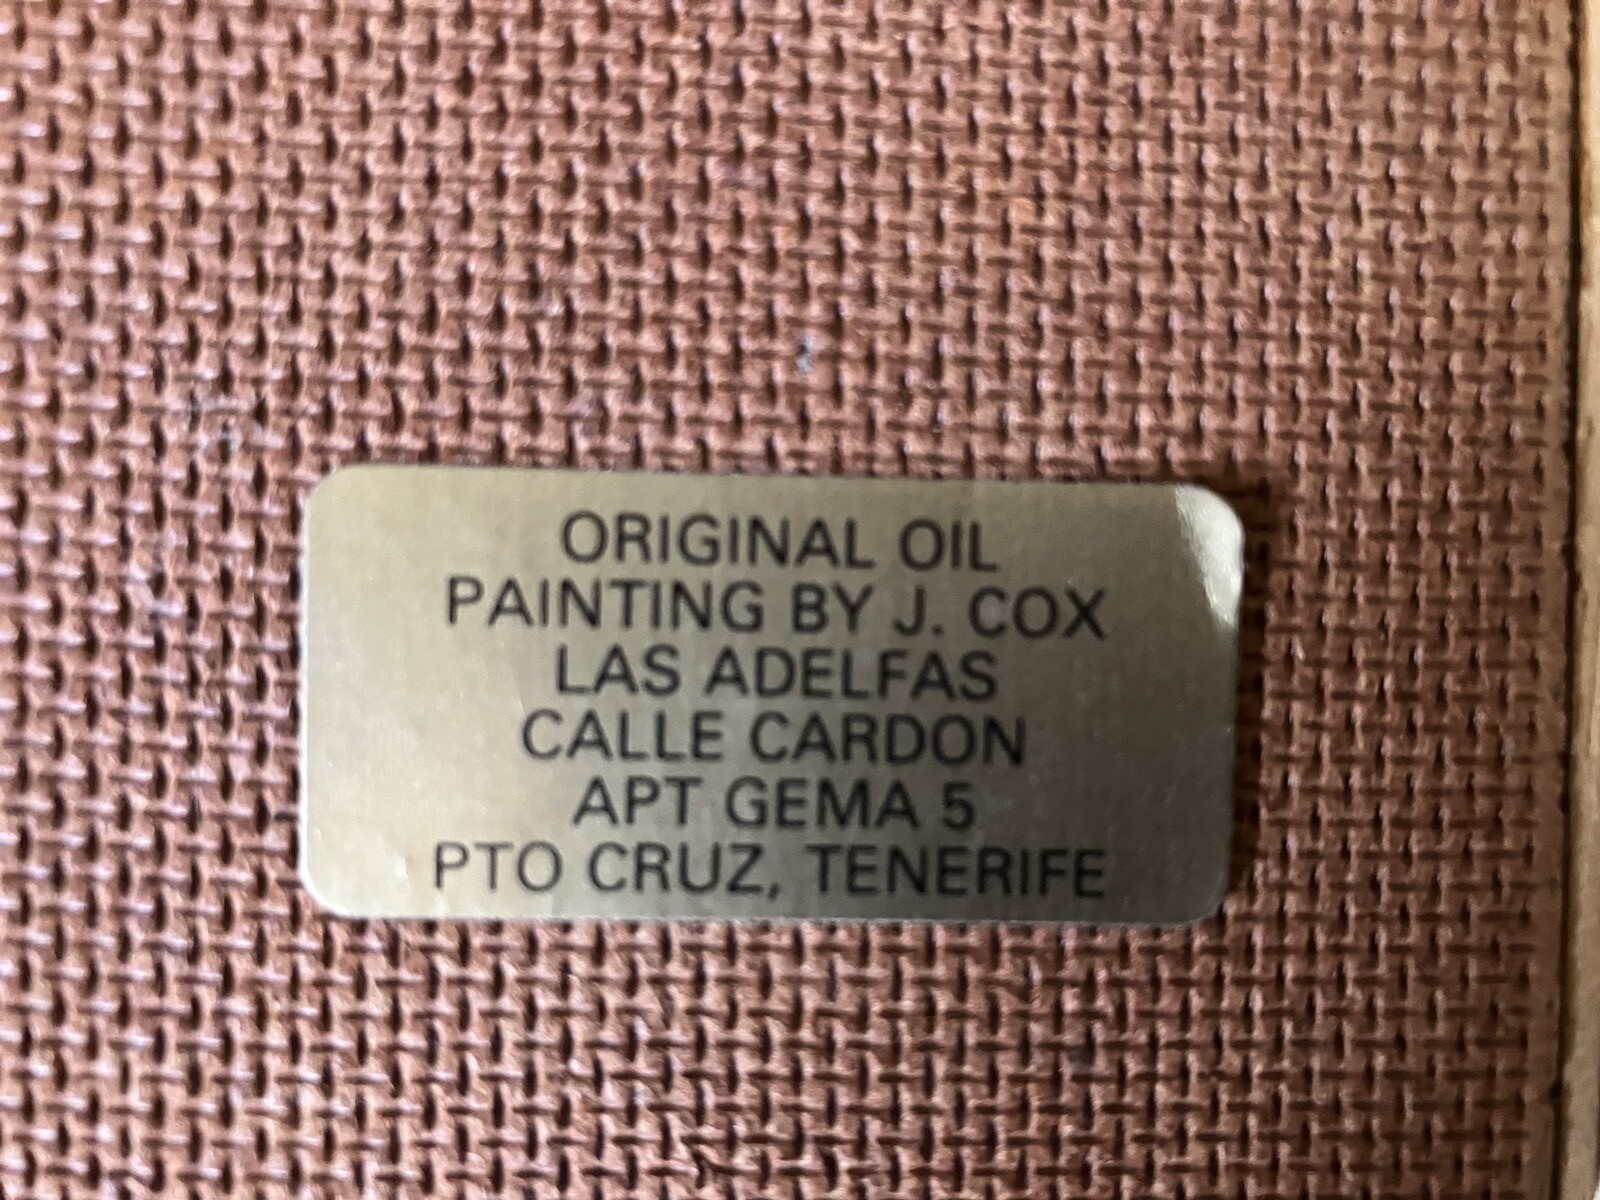 ORIGINAL OIL
PAINTING BY J. COX
LAS ADELFAS
CALLE CARDON
APT GEMA 5
PTO CRUZ, TENERIFE